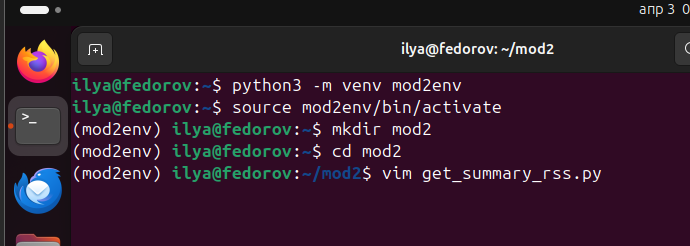 апр 3 0
ilya@fedorov: ~/mod2
ilya@fedorov:~$ python3 -m venv mod2env
ilya@fedorov:~$ source mod2env/bin/activate
(mod2env) ilya@fedorov:~$ mkdir mod2
(mod2env) ilya@fedorov:~$ cd mod2
(mod2env) ilya@fedorov:~/mod2$ vim get_summary_rss.py
>_